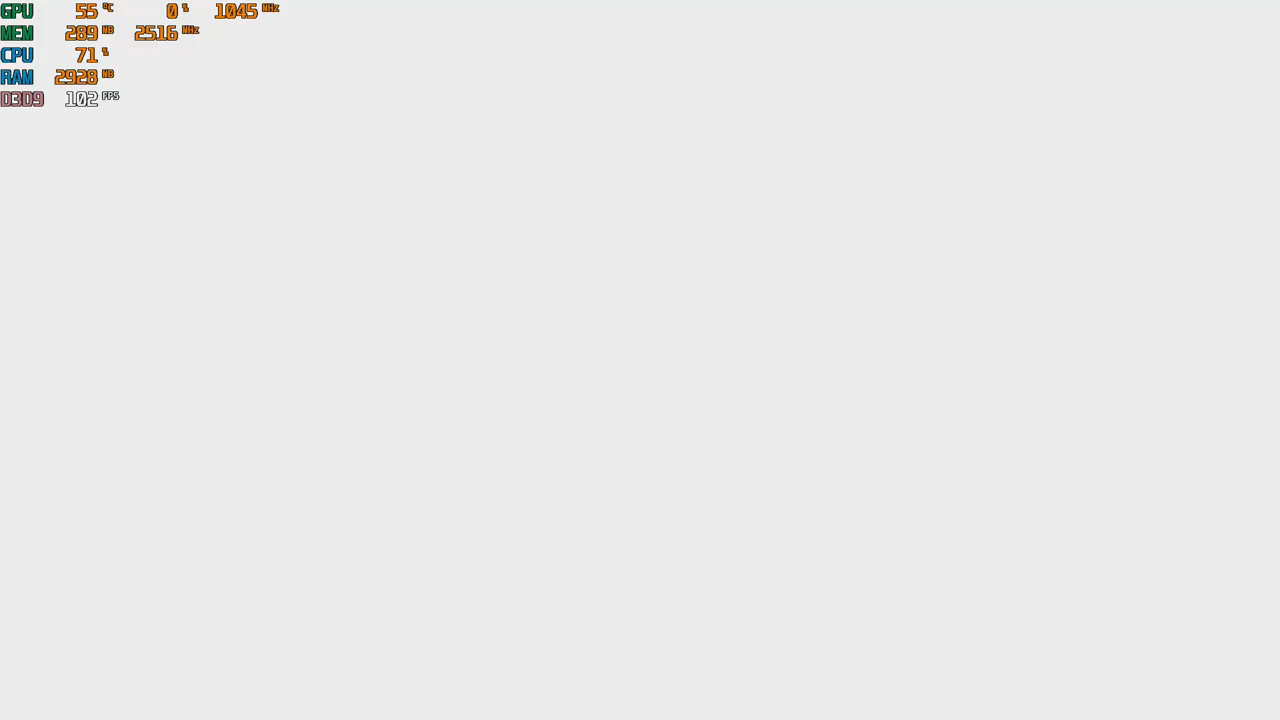 GPU 55 °C 0 % 1045 MHz
MEM 289 MB 2516 MHz
CPU 71 %
RAM 2928 MB
D3D9 102 FPS